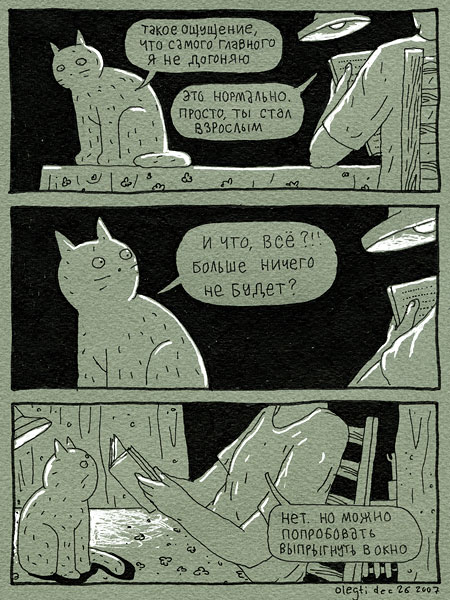 такое ощущение,
что самого главного
я не догоняю
это нормально.
просто, ты стал
взрослым
и что, всё?!!
больше ничего
не будет?
нет. но можно
попробовать
выпрыгнуть в окно
olegti dec 26 2007